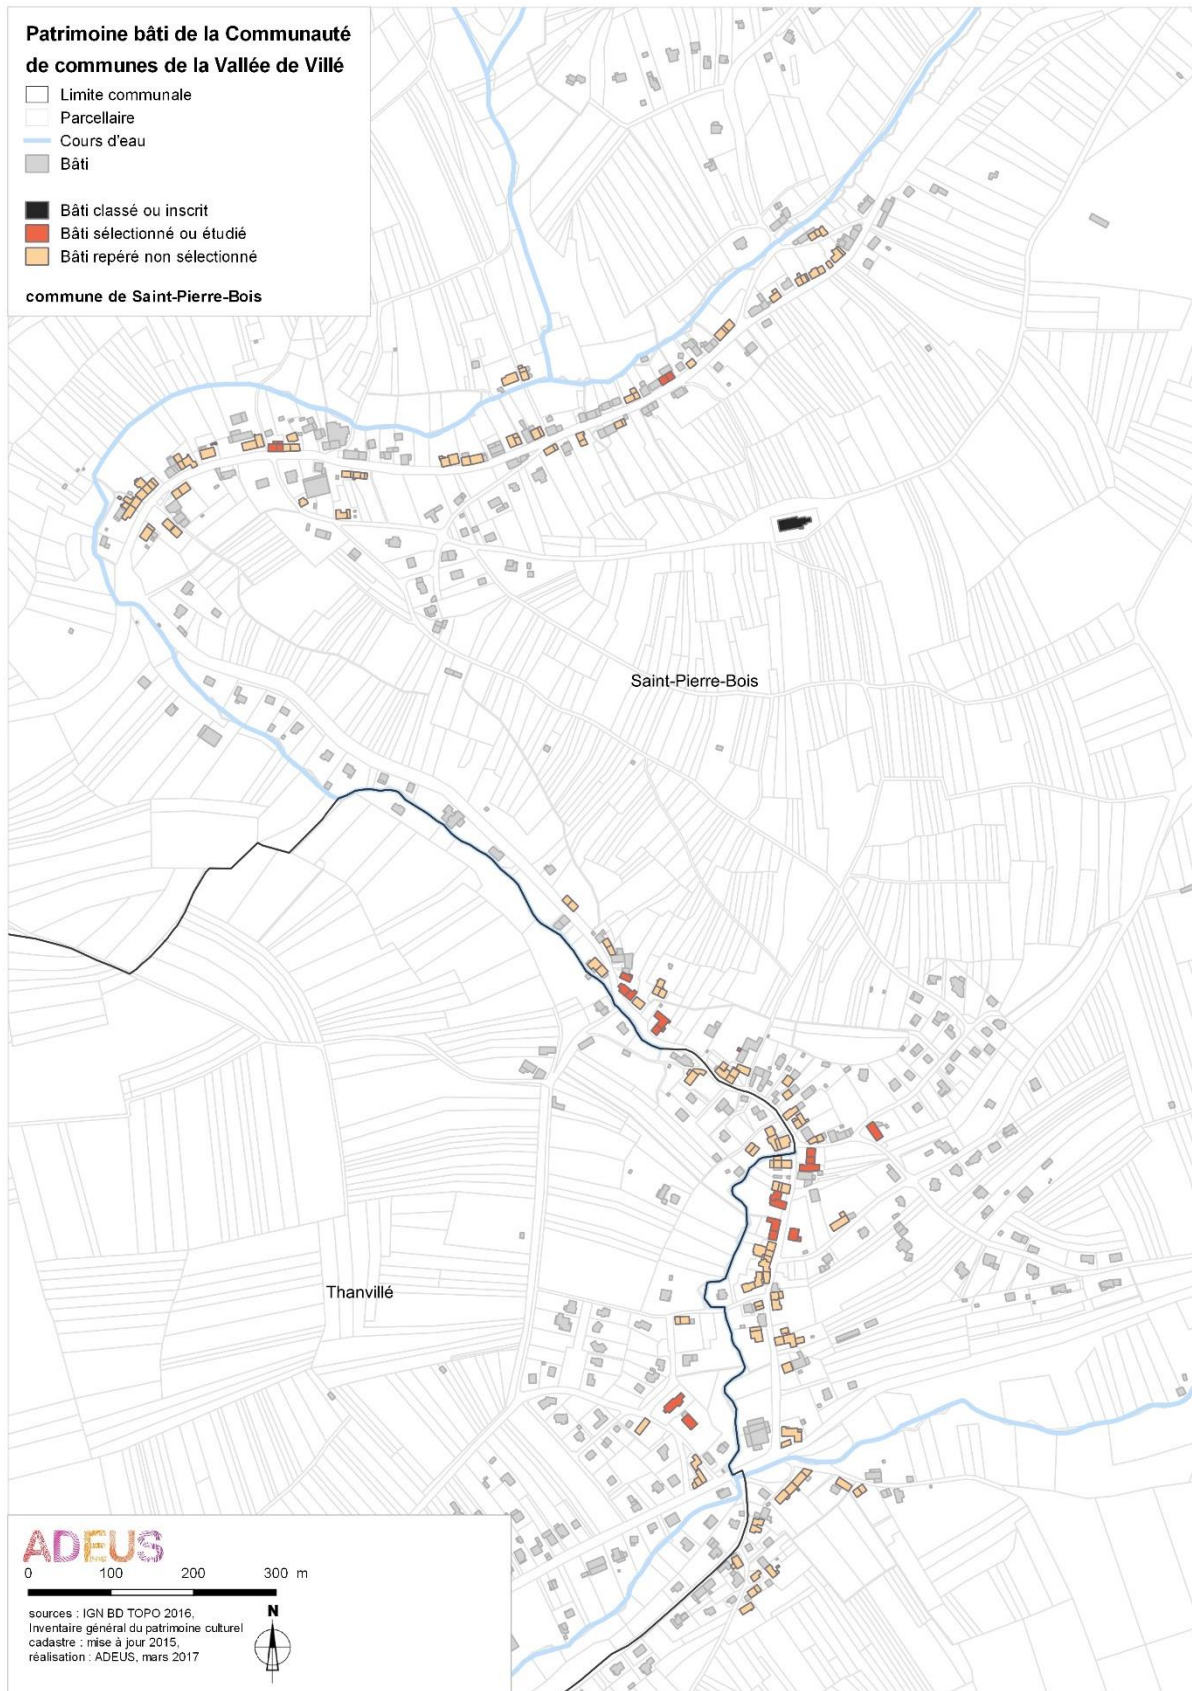 Patrimoine bâti de la Communauté
de communes de la Vallée de Villé
Limite communale
Parcellaire
Cours d'eau
Bâti
Bâti classé ou inscrit
Bâti sélectionné ou étudié
Bâti repéré non sélectionné
commune de Saint-Pierre-Bois
Saint-Pierre-Bois
Thanvillé
ADEUS
0 100 200 300 m
sources : IGN BD TOPO 2016,
Inventaire général du patrimoine culturel
cadastre : mise à jour 2015,
réalisation : ADEUS, mars 2017
N